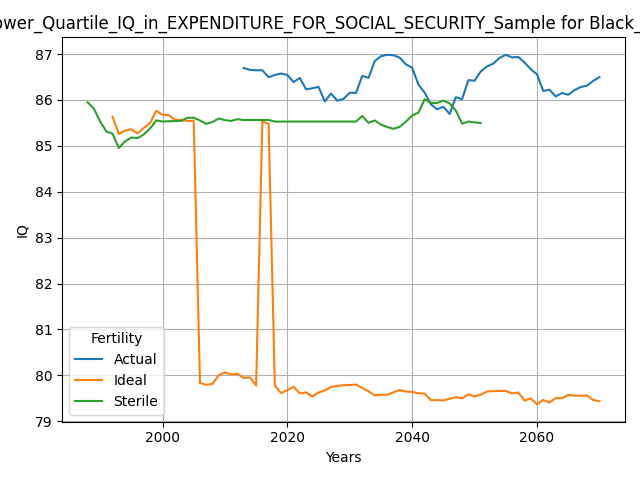 ower_Quartile_IQ_in_EXPENDITURE_FOR_SOCIAL_SECURITY_Sample for Black_
87
86
85
84
83
82
81
80
79
IQ
Fertility
Actual
Ideal
Sterile
2000
2020
2040
2060
Years